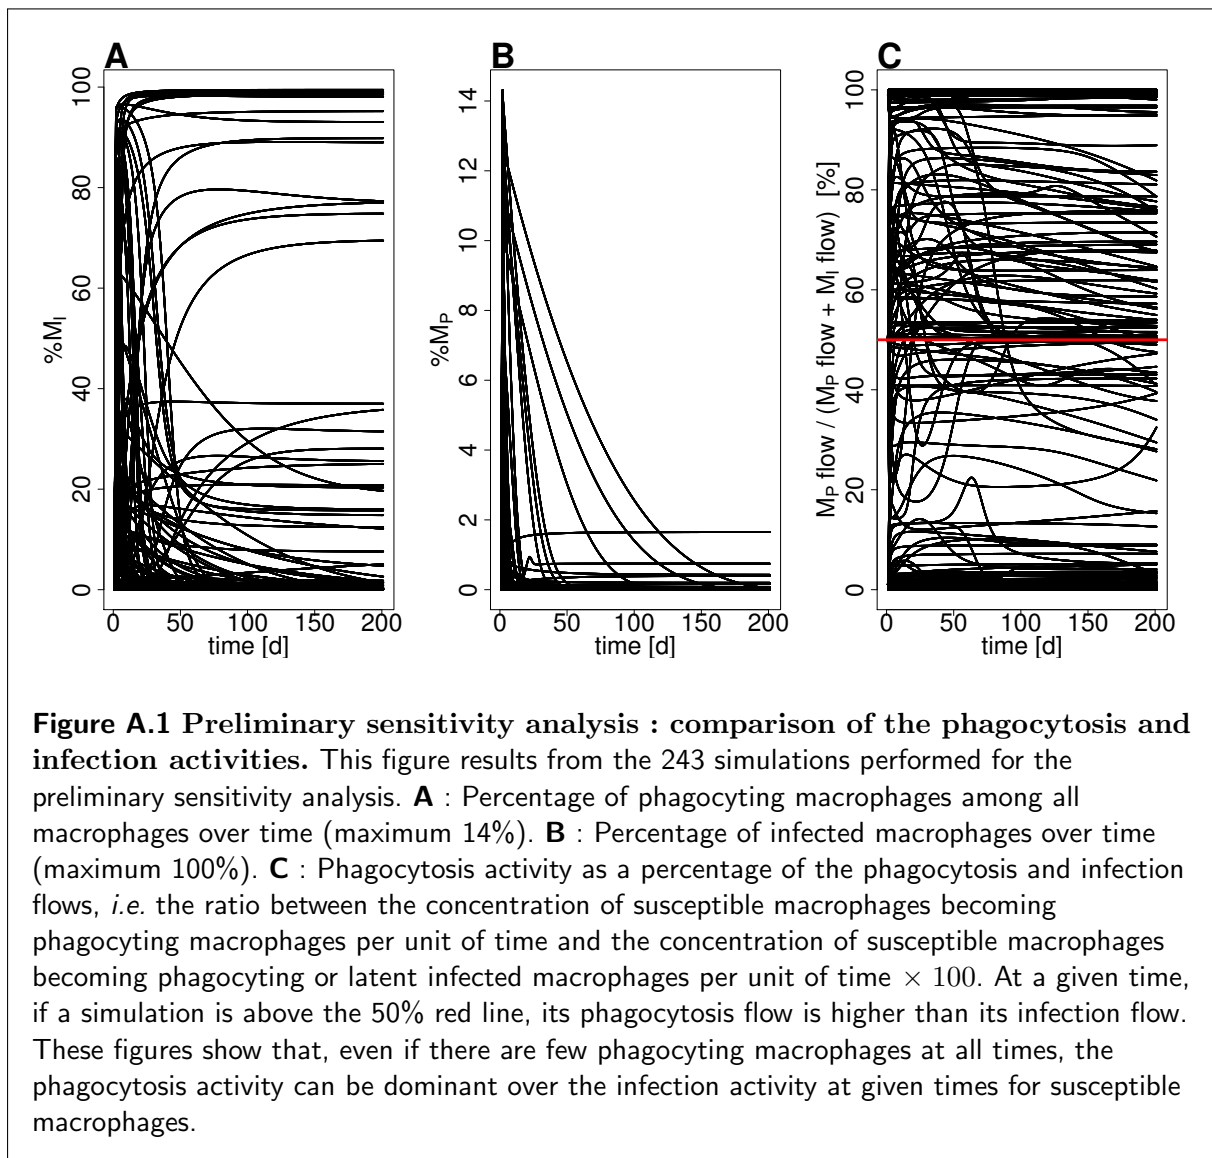 A
B
C
100
80
60
40
20
0
%M_I
0 50 100 150 200
time [d]
14
12
10
8
6
4
2
0
%M_P
0 50 100 150 200
time [d]
100
80
60
40
20
0
M_P flow / (M_P flow + M_I flow) [%]
0 50 100 150 200
time [d]
Figure A.1 Preliminary sensitivity analysis : comparison of the phagocytosis and
infection activities. This figure results from the 243 simulations performed for the
preliminary sensitivity analysis. A : Percentage of phagocyting macrophages among all
macrophages over time (maximum 14%). B : Percentage of infected macrophages over time
(maximum 100%). C : Phagocytosis activity as a percentage of the phagocytosis and infection
flows, i.e. the ratio between the concentration of susceptible macrophages becoming
phagocyting macrophages per unit of time and the concentration of susceptible macrophages
becoming phagocyting or latent infected macrophages per unit of time × 100. At a given time,
if a simulation is above the 50% red line, its phagocytosis flow is higher than its infection flow.
These figures show that, even if there are few phagocyting macrophages at all times, the
phagocytosis activity can be dominant over the infection activity at given times for susceptible
macrophages.